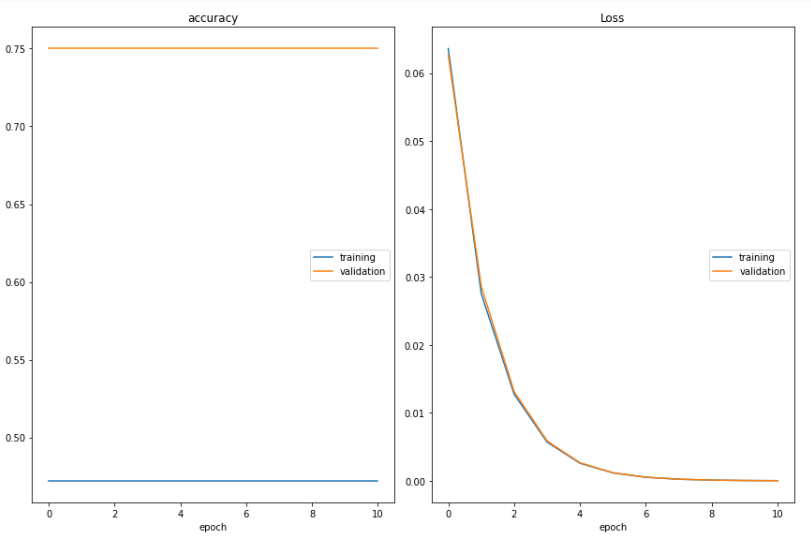 accuracy
0.75
0.70
0.65
0.60
0.55
0.50
0 2 4 6 8 10
epoch
training
validation
Loss
0.06
0.05
0.04
0.03
0.02
0.01
0.00
0 2 4 6 8 10
epoch
training
validation